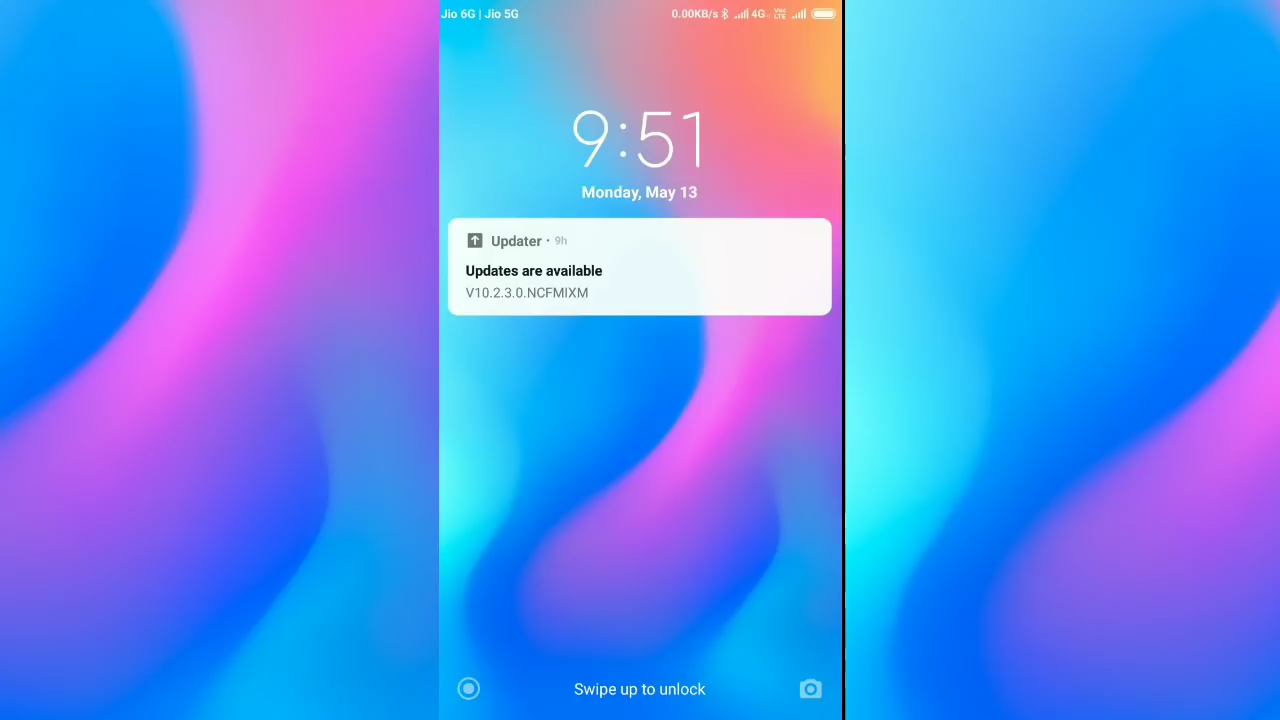 Jio 6G | Jio 5G
0.00KB/s 4G VoLTE
9:51
Monday, May 13
Updater • 9h
Updates are available
V10.2.3.0.NCFMIXM
Swipe up to unlock